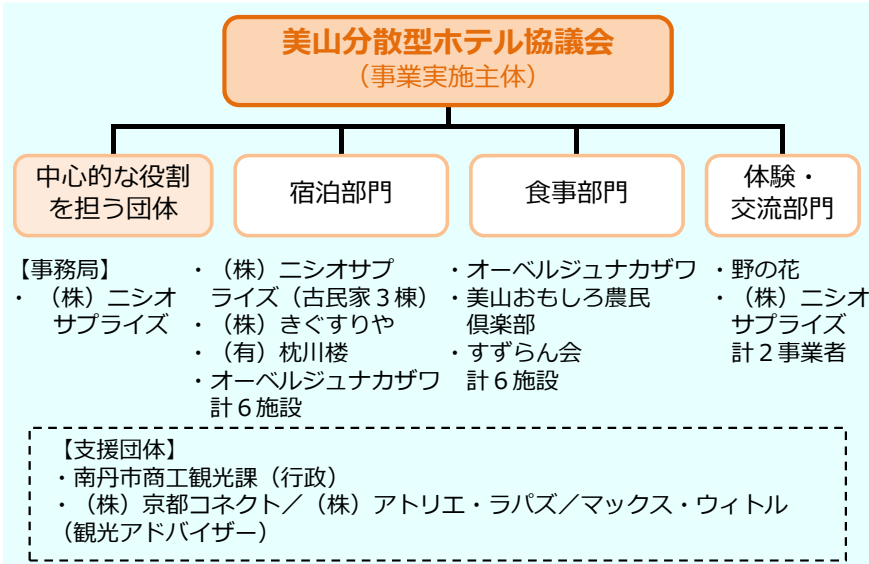 美山分散型ホテル協議会
（事業実施主体）
中心的な役割
を担う団体
宿泊部門
食事部門
体験・
交流部門
【事務局】
・（株）ニシオ
サプライズ
・（株）ニシオサプ
ライズ（古民家３棟）
・（株）きぐすりや
・（有）枕川楼
・オーベルジュナカザワ
計６施設
・オーベルジュナカザワ
・美山おもしろ農民
倶楽部
・すずらん会
計６施設
・野の花
・（株）ニシオ
サプライズ
計２事業者
【支援団体】
・南丹市商工観光課（行政）
・（株）京都コネクト／（株）アトリエ・ラパズ／マックス・ウィトル
（観光アドバイザー）